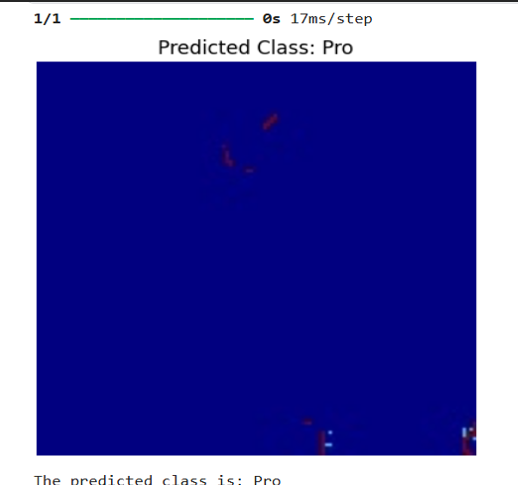 1/1 ━━━━━━━━━━━━━━━━━━━━ 0s 17ms/step
Predicted Class: Pro
The predicted class is: Pro